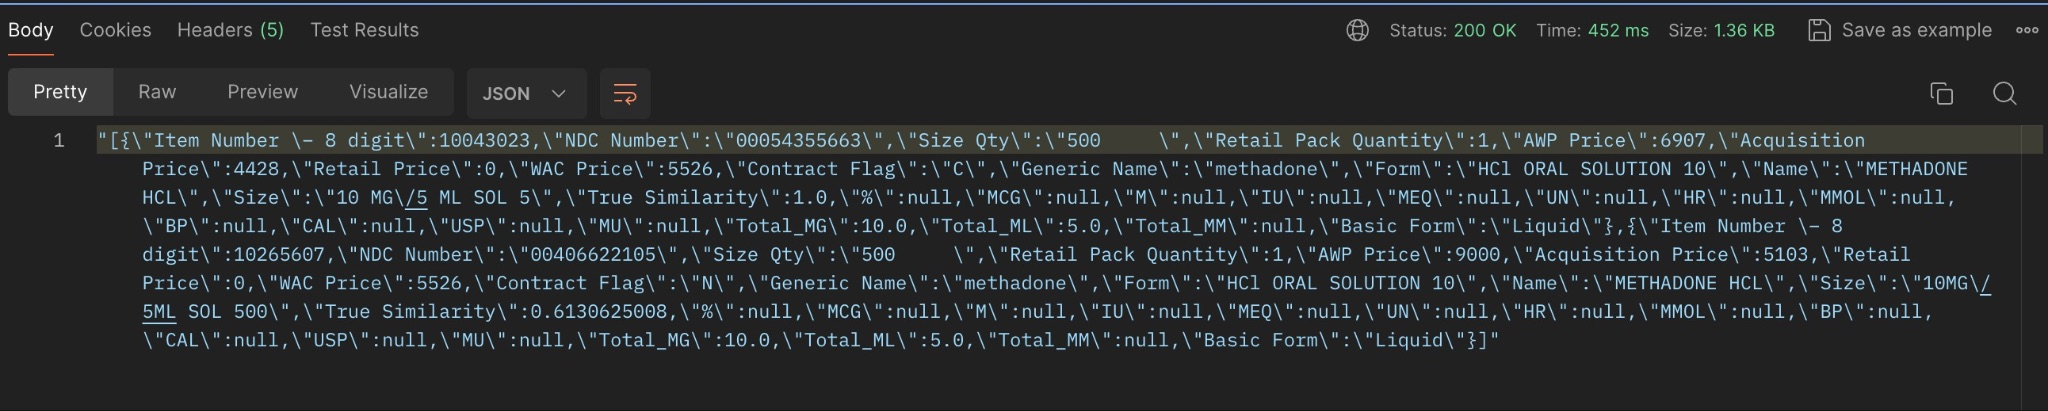 Body Cookies Headers (5) Test Results Status: 200 OK Time: 452 ms Size: 1.36 KB Save as example
Pretty Raw Preview Visualize JSON
1 "[{\"Item Number \- 8 digit\":10043023,\"NDC Number\":\"00054355663\",\"Size Qty\":\"500     \",\"Retail Pack Quantity\":1,\"AWP Price\":6907,\"Acquisition
Price\":4428,\"Retail Price\":0,\"WAC Price\":5526,\"Contract Flag\":\"C\",\"Generic Name\":\"methadone\",\"Form\":\"HCl ORAL SOLUTION 10\",\"Name\":\"METHADONE
HCL\",\"Size\":\"10 MG\/5 ML SOL 5\",\"True Similarity\":1.0,\"%\":null,\"MCG\":null,\"M\":null,\"IU\":null,\"MEQ\":null,\"UN\":null,\"HR\":null,\"MMOL\":null,
\"BP\":null,\"CAL\":null,\"USP\":null,\"MU\":null,\"Total_MG\":10.0,\"Total_ML\":5.0,\"Total_MM\":null,\"Basic Form\":\"Liquid\"},{\"Item Number \- 8
digit\":10265607,\"NDC Number\":\"00406622105\",\"Size Qty\":\"500     \",\"Retail Pack Quantity\":1,\"AWP Price\":9000,\"Acquisition Price\":5103,\"Retail
Price\":0,\"WAC Price\":5526,\"Contract Flag\":\"N\",\"Generic Name\":\"methadone\",\"Form\":\"HCl ORAL SOLUTION 10\",\"Name\":\"METHADONE HCL\",\"Size\":\"10MG\/
5ML SOL 500\",\"True Similarity\":0.6130625008,\"%\":null,\"MCG\":null,\"M\":null,\"IU\":null,\"MEQ\":null,\"UN\":null,\"HR\":null,\"MMOL\":null,\"BP\":null,
\"CAL\":null,\"USP\":null,\"MU\":null,\"Total_MG\":10.0,\"Total_ML\":5.0,\"Total_MM\":null,\"Basic Form\":\"Liquid\"}]"